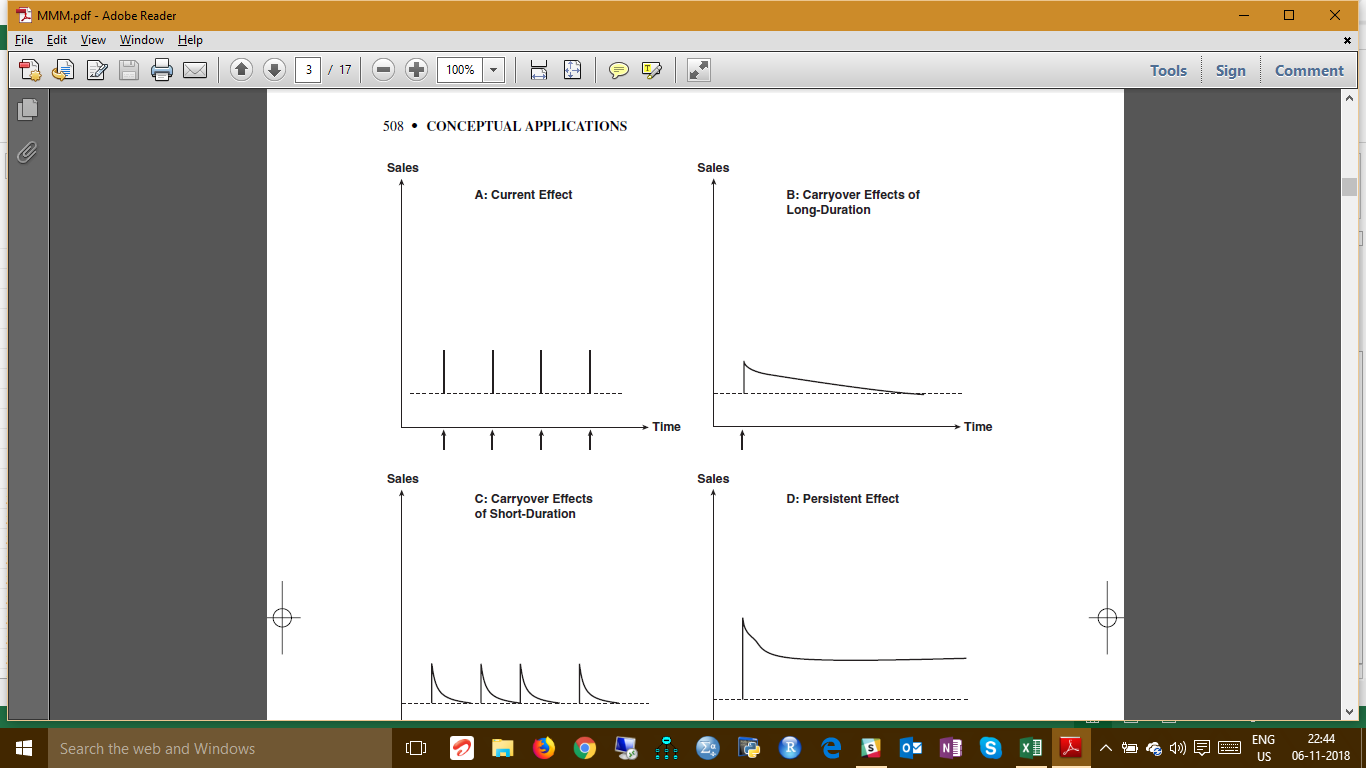 MMM.pdf - Adobe Reader
File Edit View Window Help
3 / 17 100% Tools Sign Comment
508 • CONCEPTUAL APPLICATIONS
Sales
A: Current Effect
Time
Sales
B: Carryover Effects of
Long-Duration
Time
Sales
C: Carryover Effects
of Short-Duration
Sales
D: Persistent Effect
Search the web and Windows
ENG
US
22:44
06-11-2018